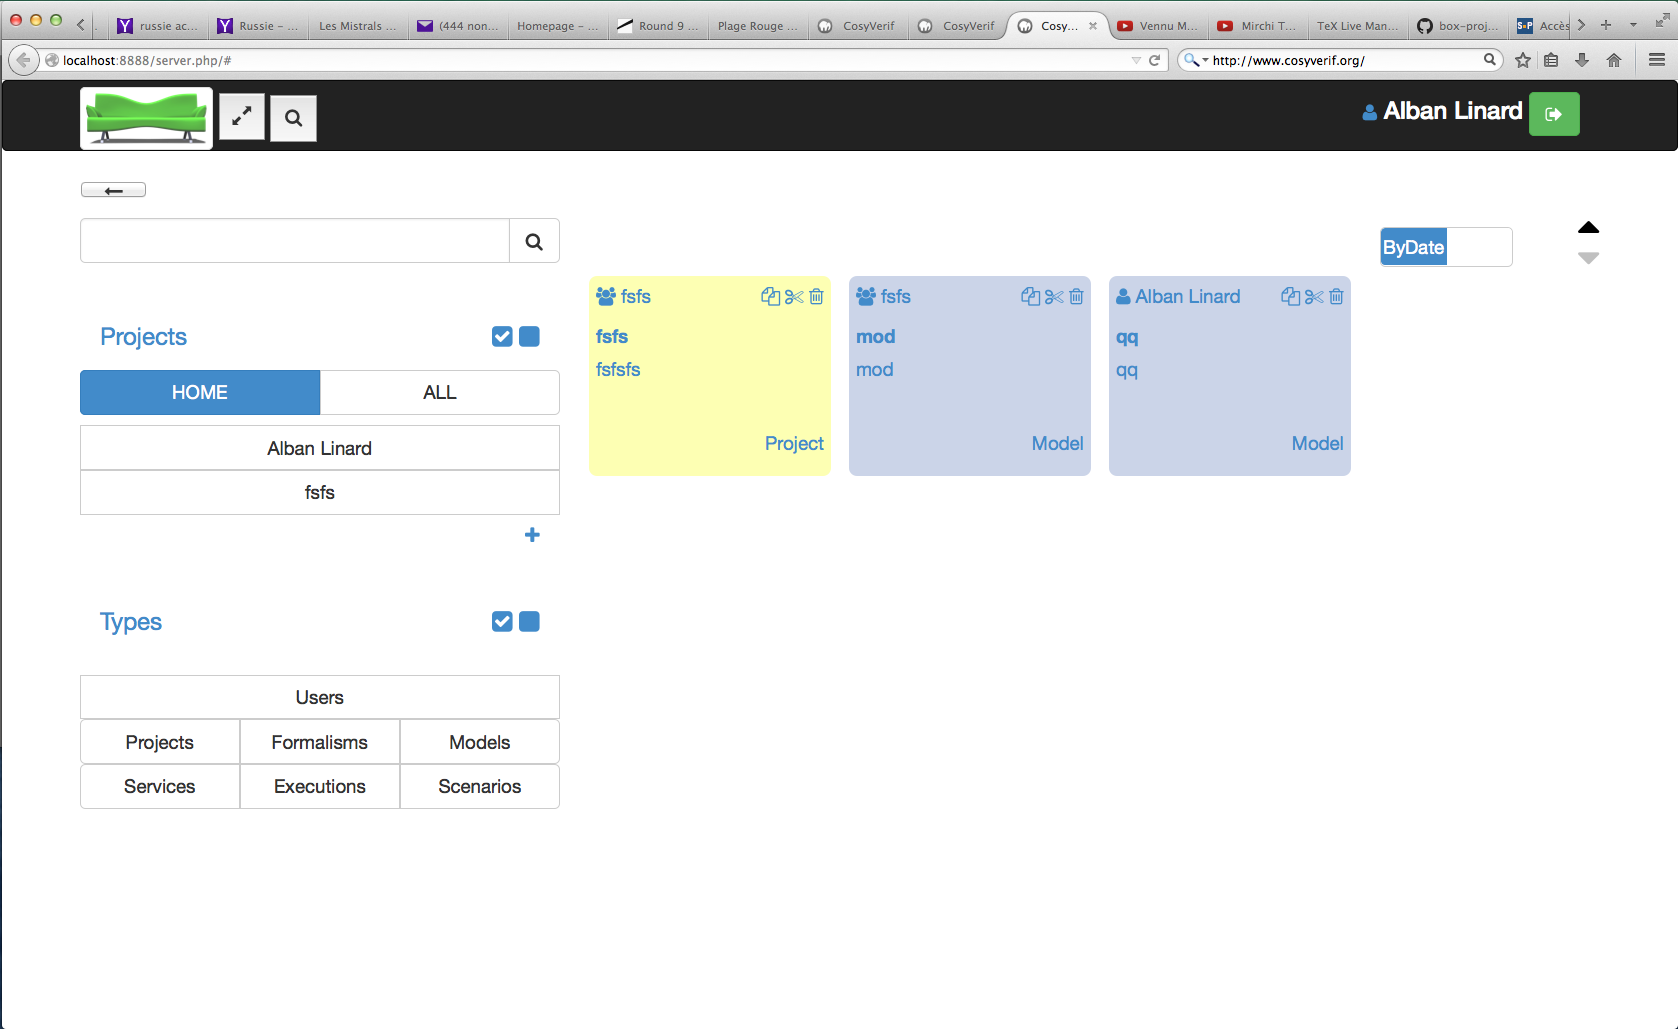 russie ac...
Russie – ...
Les Mistrals ...
(444 non...
Homepage – ...
Round 9 ...
Plage Rouge ...
CosyVerif
CosyVerif
Cosy...
Vennu M...
Mirchi T...
TeX Live Man...
box-proj...
Accès
localhost:8888/server.php/#
http://www.cosyverif.org/
Alban Linard
ByDate
Projects
HOME
ALL
Alban Linard
fsfs
Types
Users
Projects
Formalisms
Models
Services
Executions
Scenarios
fsfs
fsfs
fsfsfs
Project
fsfs
mod
mod
Model
Alban Linard
qq
qq
Model